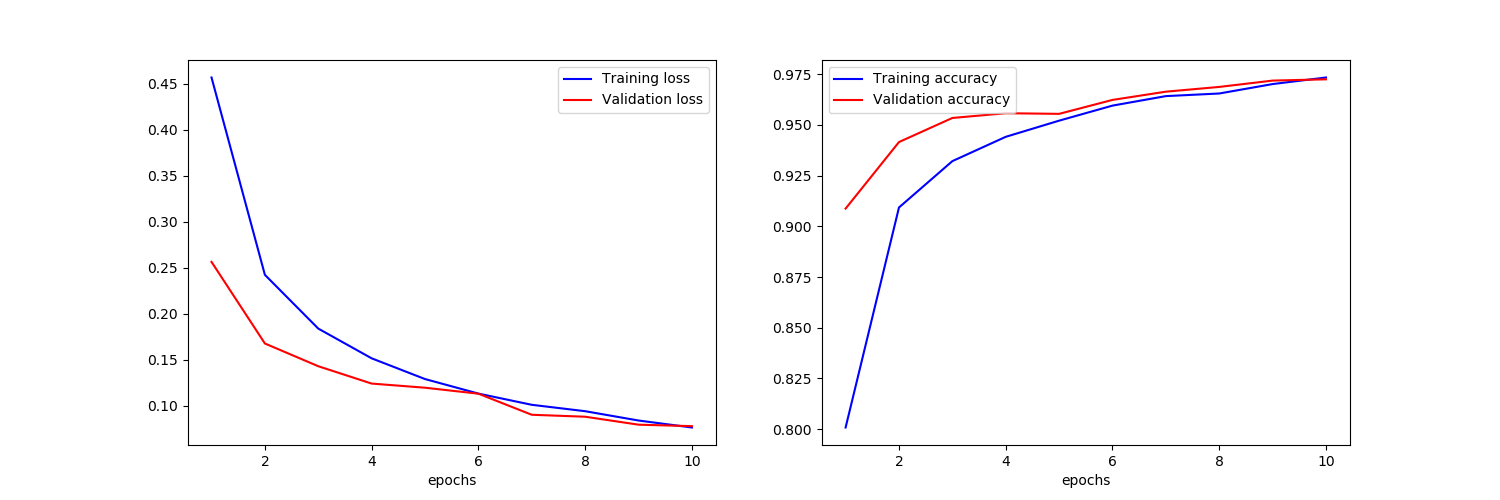 0.45
0.40
0.35
0.30
0.25
0.20
0.15
0.10
Training loss
Validation loss
2 4 6 8 10
epochs
0.975
0.950
0.925
0.900
0.875
0.850
0.825
0.800
Training accuracy
Validation accuracy
2 4 6 8 10
epochs